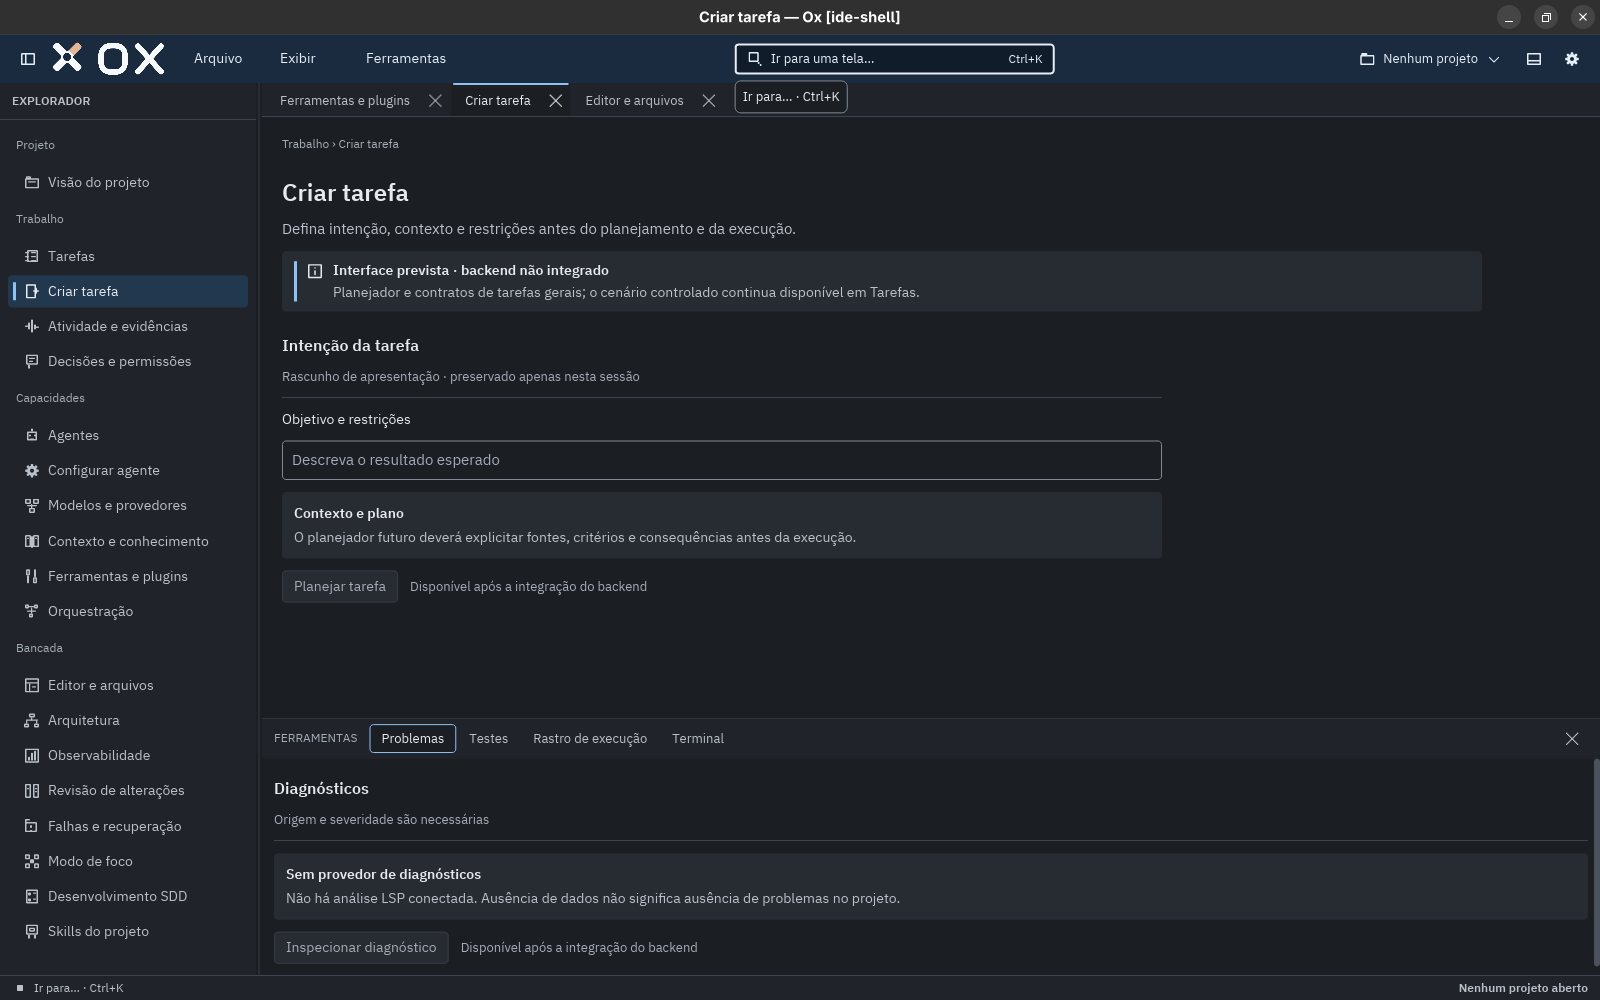 Criar tarefa — Ox [ide-shell]
OX
Arquivo
Exibir
Ferramentas
Ir para uma tela...
Ctrl+K
Nenhum projeto
EXPLORADOR
Ferramentas e plugins
Criar tarefa
Editor e arquivos
Ir para... · Ctrl+K
Projeto
Visão do projeto
Trabalho
Tarefas
Criar tarefa
Atividade e evidências
Decisões e permissões
Capacidades
Agentes
Configurar agente
Modelos e provedores
Contexto e conhecimento
Ferramentas e plugins
Orquestração
Bancada
Editor e arquivos
Arquitetura
Observabilidade
Revisão de alterações
Falhas e recuperação
Modo de foco
Desenvolvimento SDD
Skills do projeto
Trabalho › Criar tarefa
Criar tarefa
Defina intenção, contexto e restrições antes do planejamento e da execução.
Interface prevista · backend não integrado
Planejador e contratos de tarefas gerais; o cenário controlado continua disponível em Tarefas.
Intenção da tarefa
Rascunho de apresentação · preservado apenas nesta sessão
Objetivo e restrições
Descreva o resultado esperado
Contexto e plano
O planejador futuro deverá explicitar fontes, critérios e consequências antes da execução.
Planejar tarefa
Disponível após a integração do backend
FERRAMENTAS
Problemas
Testes
Rastro de execução
Terminal
Diagnósticos
Origem e severidade são necessárias
Sem provedor de diagnósticos
Não há análise LSP conectada. Ausência de dados não significa ausência de problemas no projeto.
Inspecionar diagnóstico
Disponível após a integração do backend
Ir para... · Ctrl+K
Nenhum projeto aberto